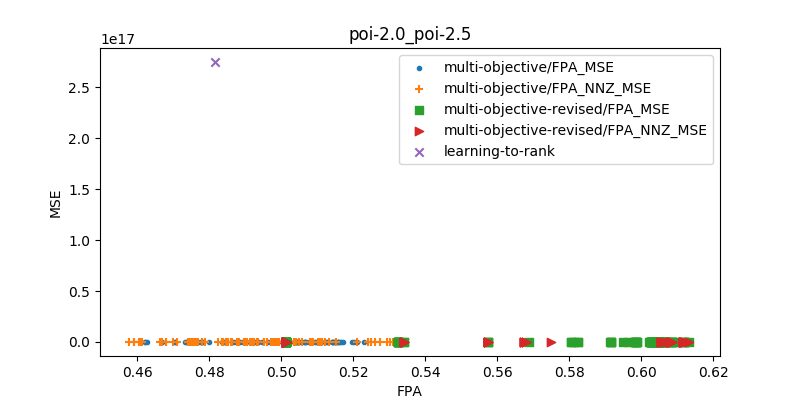 poi-2.0_poi-2.5
1e17
multi-objective/FPA_MSE
multi-objective/FPA_NNZ_MSE
multi-objective-revised/FPA_MSE
multi-objective-revised/FPA_NNZ_MSE
learning-to-rank
2.5
2.0
1.5
1.0
0.5
0.0
MSE
0.46 0.48 0.50 0.52 0.54 0.56 0.58 0.60 0.62
FPA